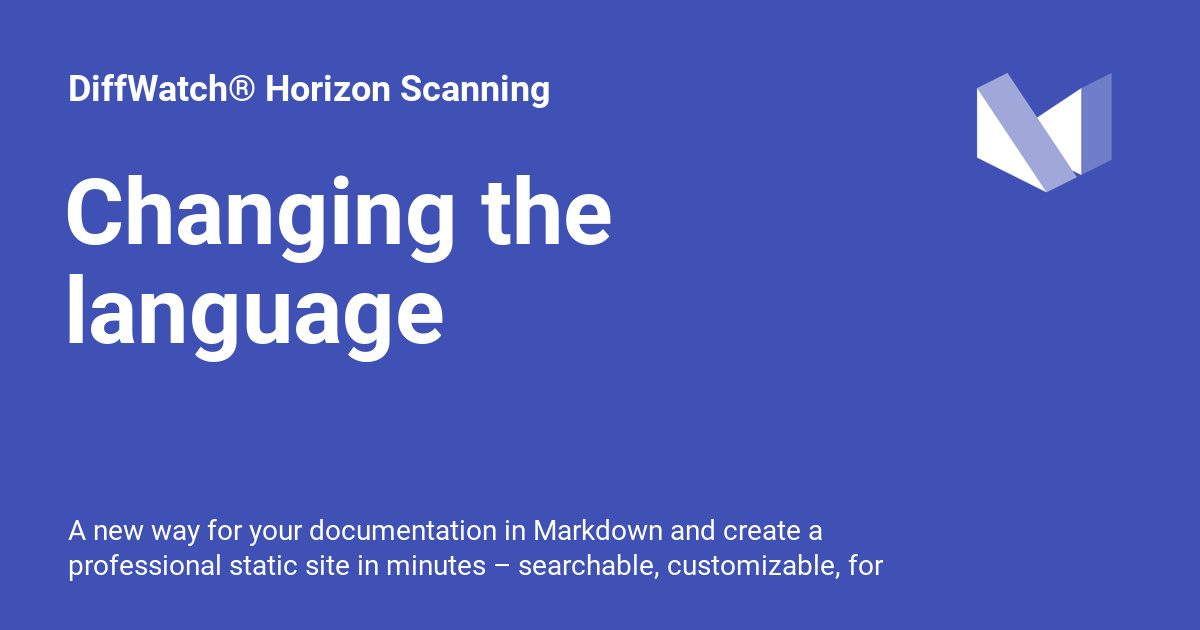 DiffWatch® Horizon Scanning
Changing the
language
A new way for your documentation in Markdown and create a
professional static site in minutes – searchable, customizable, for